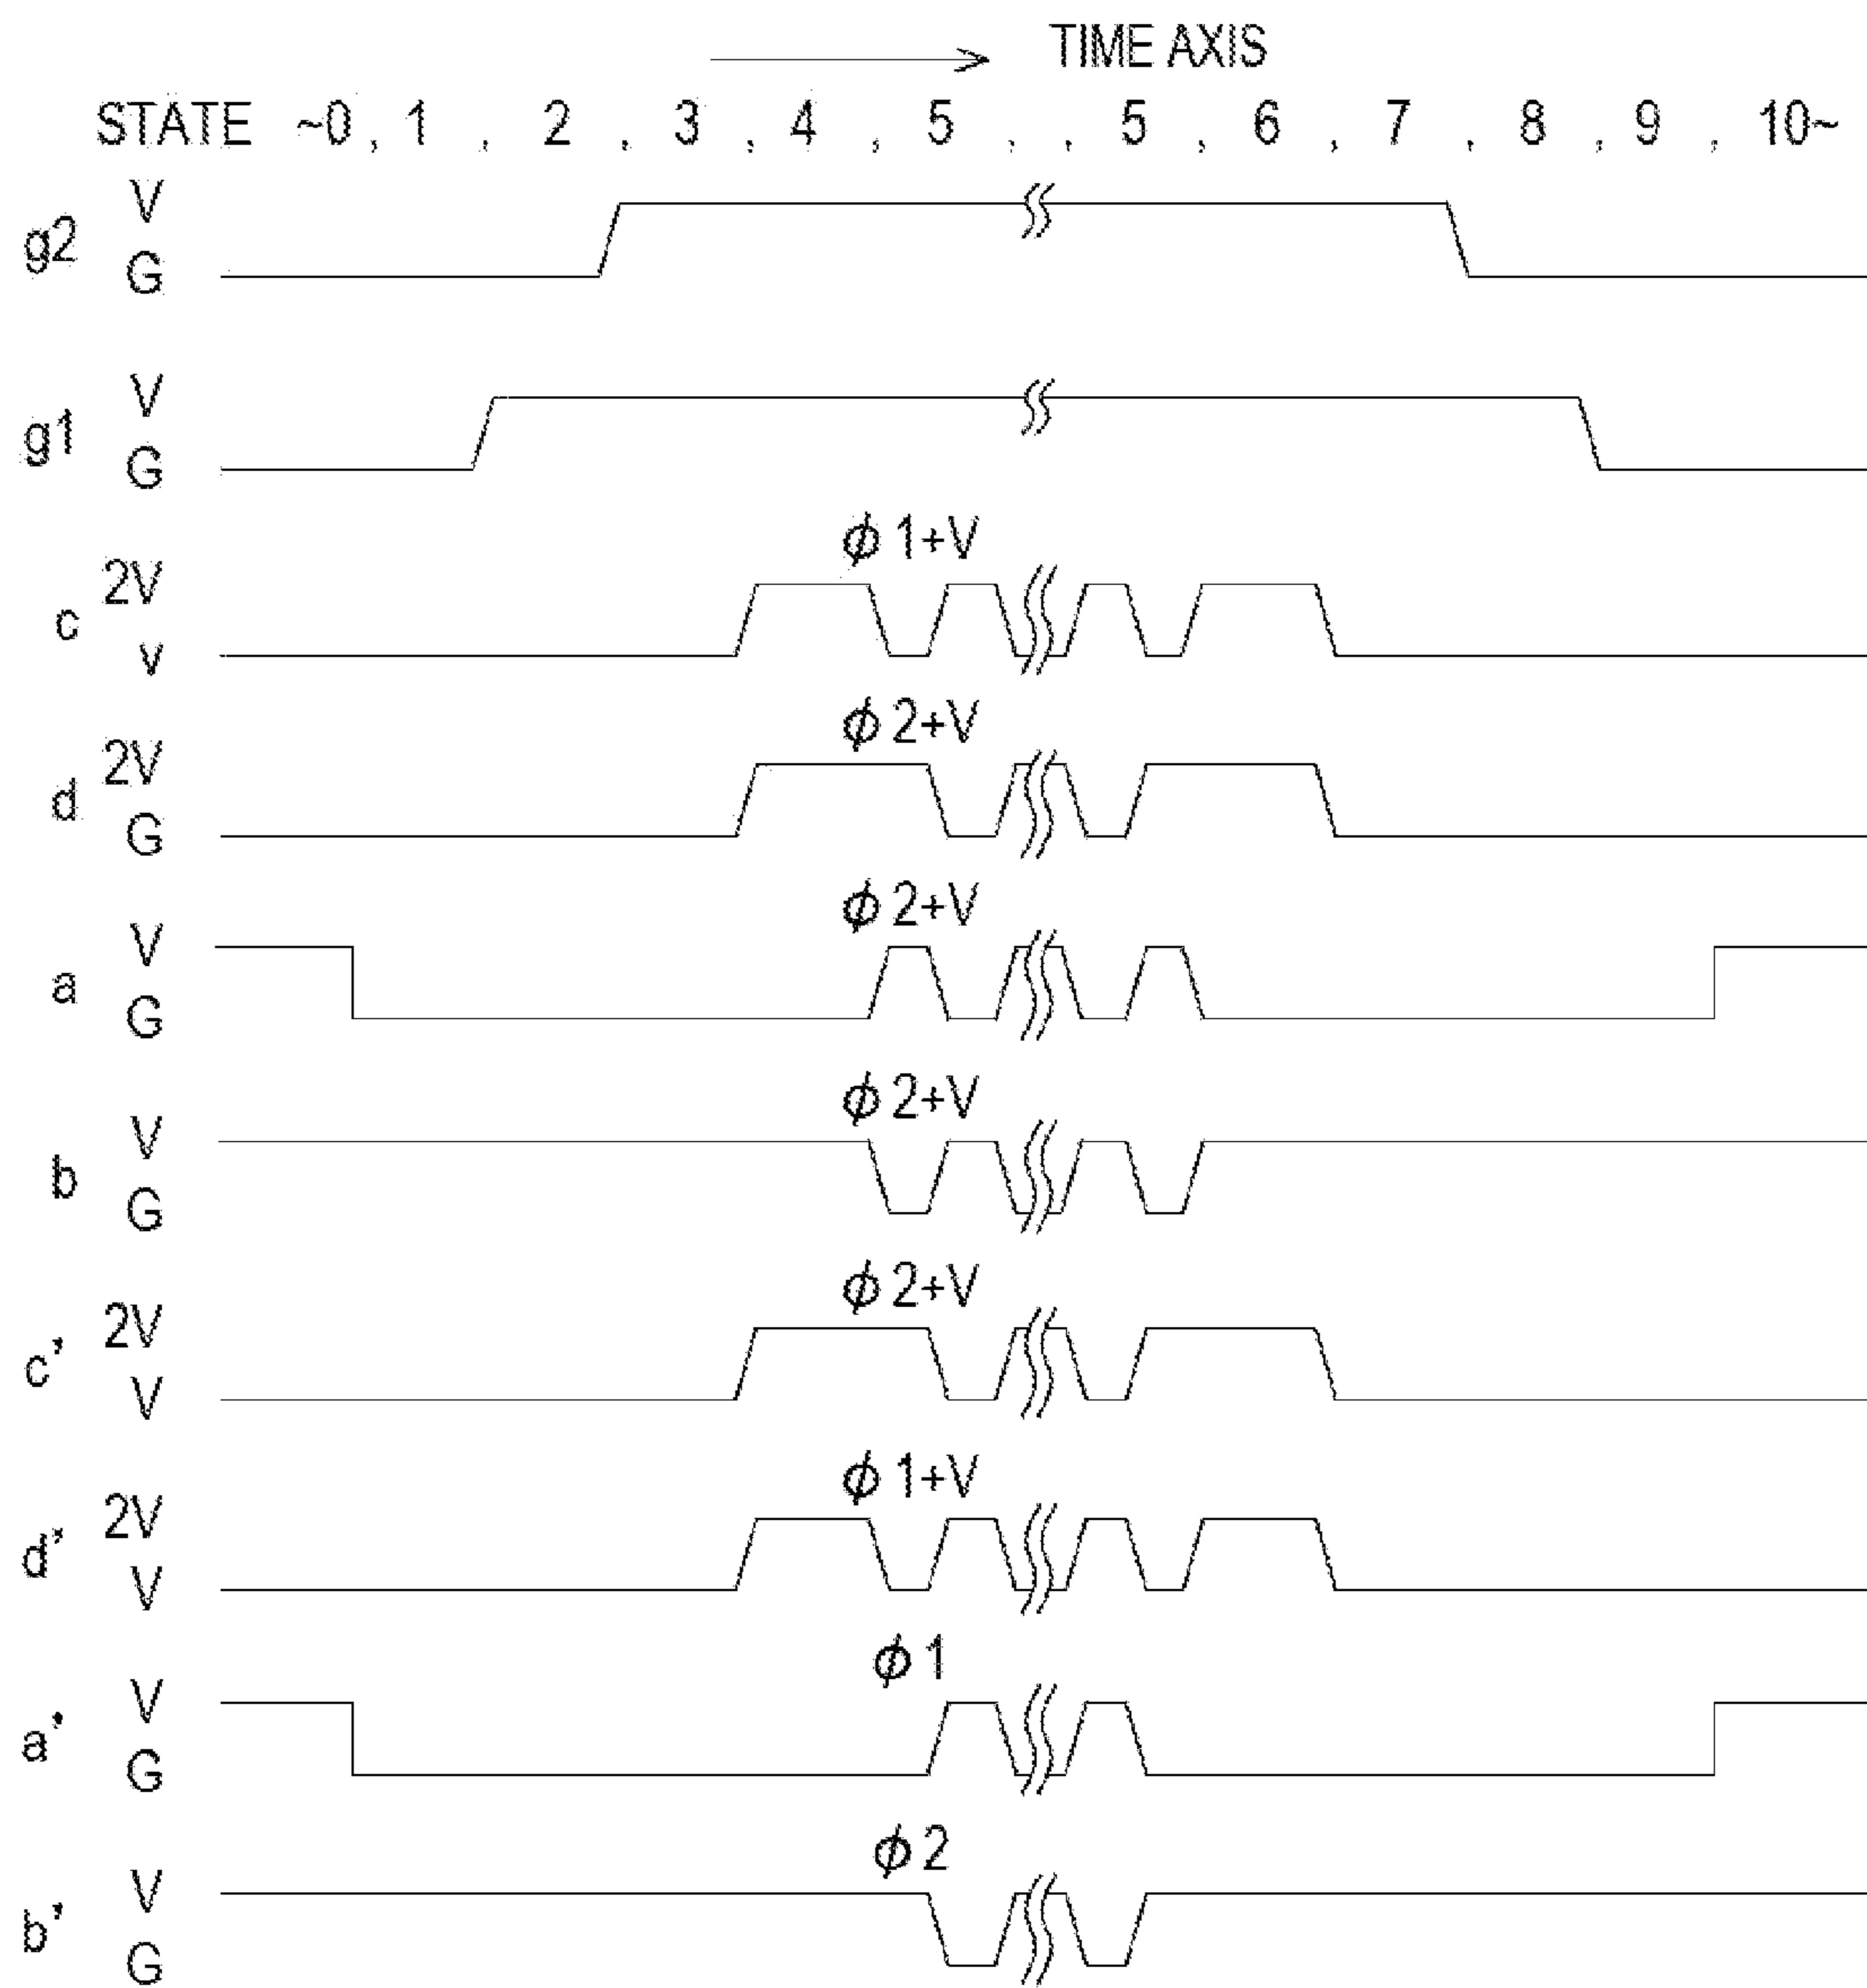 TIME AXIS
STATE ~0 , 1 , 2 , 3 , 4 , 5 , , 5 , 6 , 7 , 8 , 9 , 10~
g2 V
G
g1 V
G
ϕ1+V
c 2V
v
ϕ2+V
d 2V
G
ϕ2+V
a V
G
ϕ2+V
b V
G
ϕ2+V
c' 2V
V
ϕ1+V
d' 2V
V
ϕ1
a' V
G
ϕ2
b' V
G